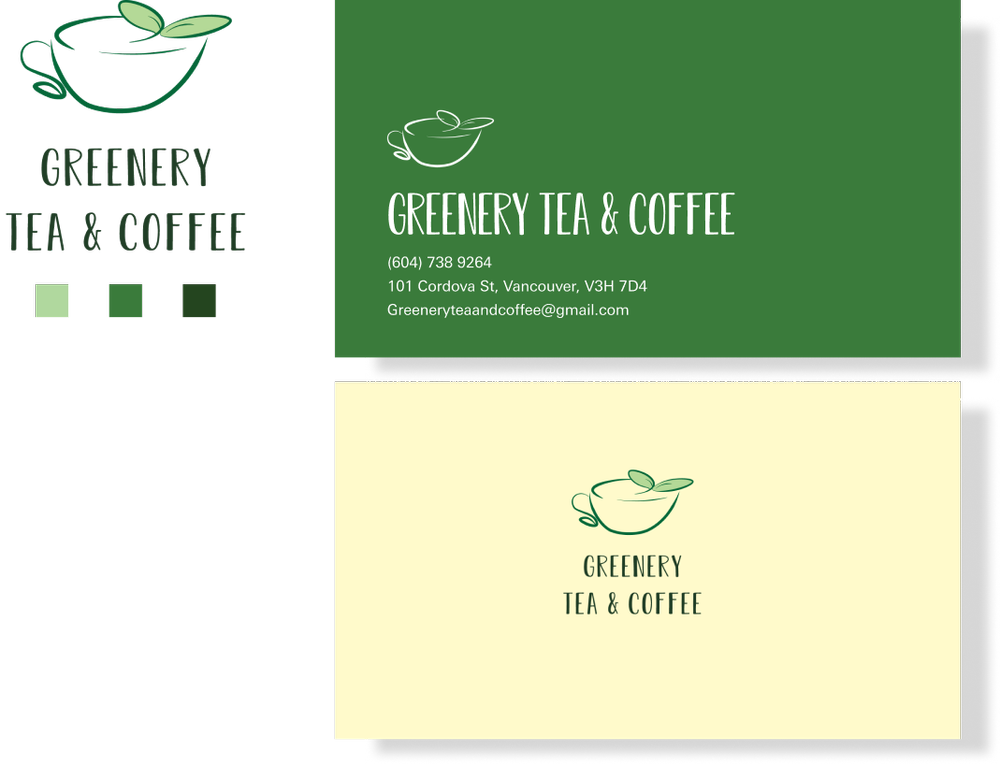 GREENERY
TEA & COFFEE
GREENERY TEA & COFFEE
(604) 738 9264
101 Cordova St, Vancouver, V3H 7D4
Greeneryteaandcoffee@gmail.com
GREENERY
TEA & COFFEE